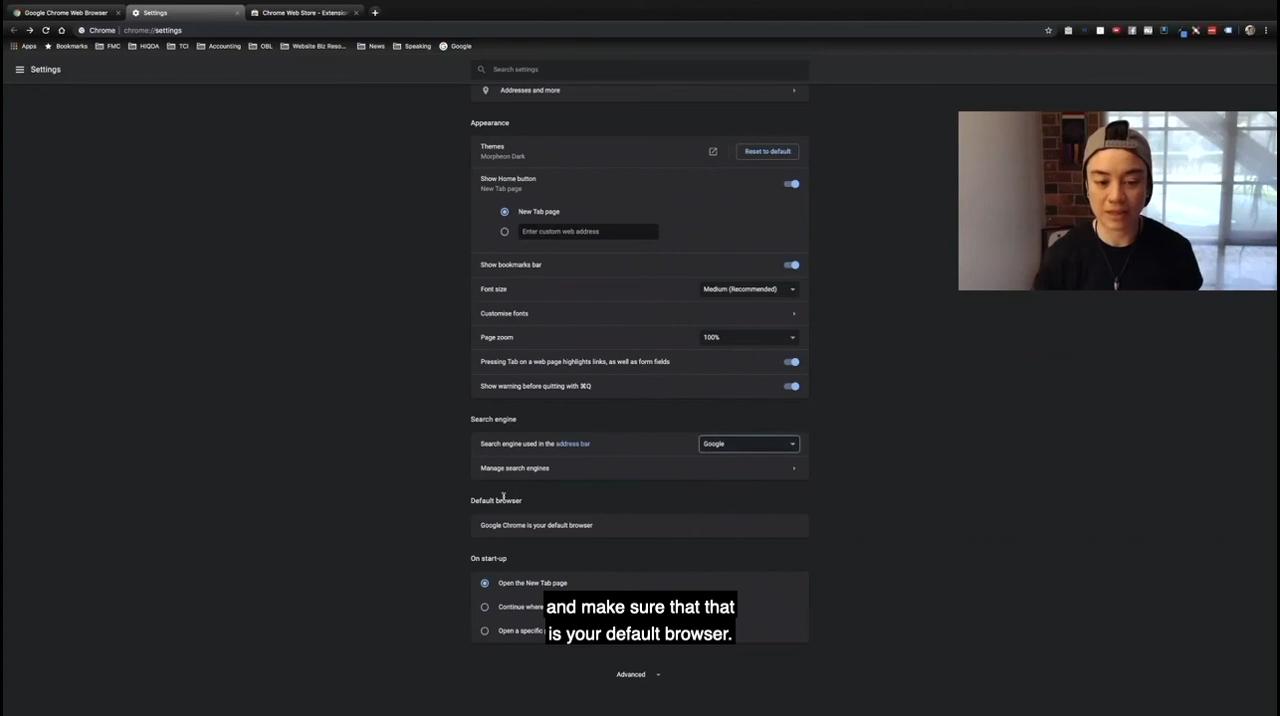 Google Chrome Web Browser
Settings
Chrome Web Store - Extension
Chrome
chrome://settings
Apps
Bookmarks
FMC
HIQDA
TCI
Accounting
OBL
Website Biz Reso...
News
Speaking
Google
Settings
Search settings
Addresses and more
Appearance
Themes
Morpheon Dark
Reset to default
Show Home button
New Tab page
New Tab page
Enter custom web address
Show bookmarks bar
Font size
Medium (Recommended)
Customise fonts
Page zoom
100%
Pressing Tab on a web page highlights links, as well as form fields
Show warning before quitting with ⌘Q
Search engine
Search engine used in the address bar
Google
Manage search engines
Default browser
Google Chrome is your default browser
On start-up
Open the New Tab page
Continue where
Open a specific
and make sure that that
is your default browser.
Advanced